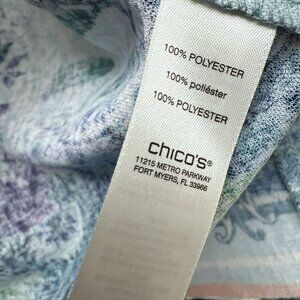 100% POLYESTER
100% poliéster
100% POLYESTER
chico's®
11215 METRO PARKWAY
FORT MYERS, FL 33966